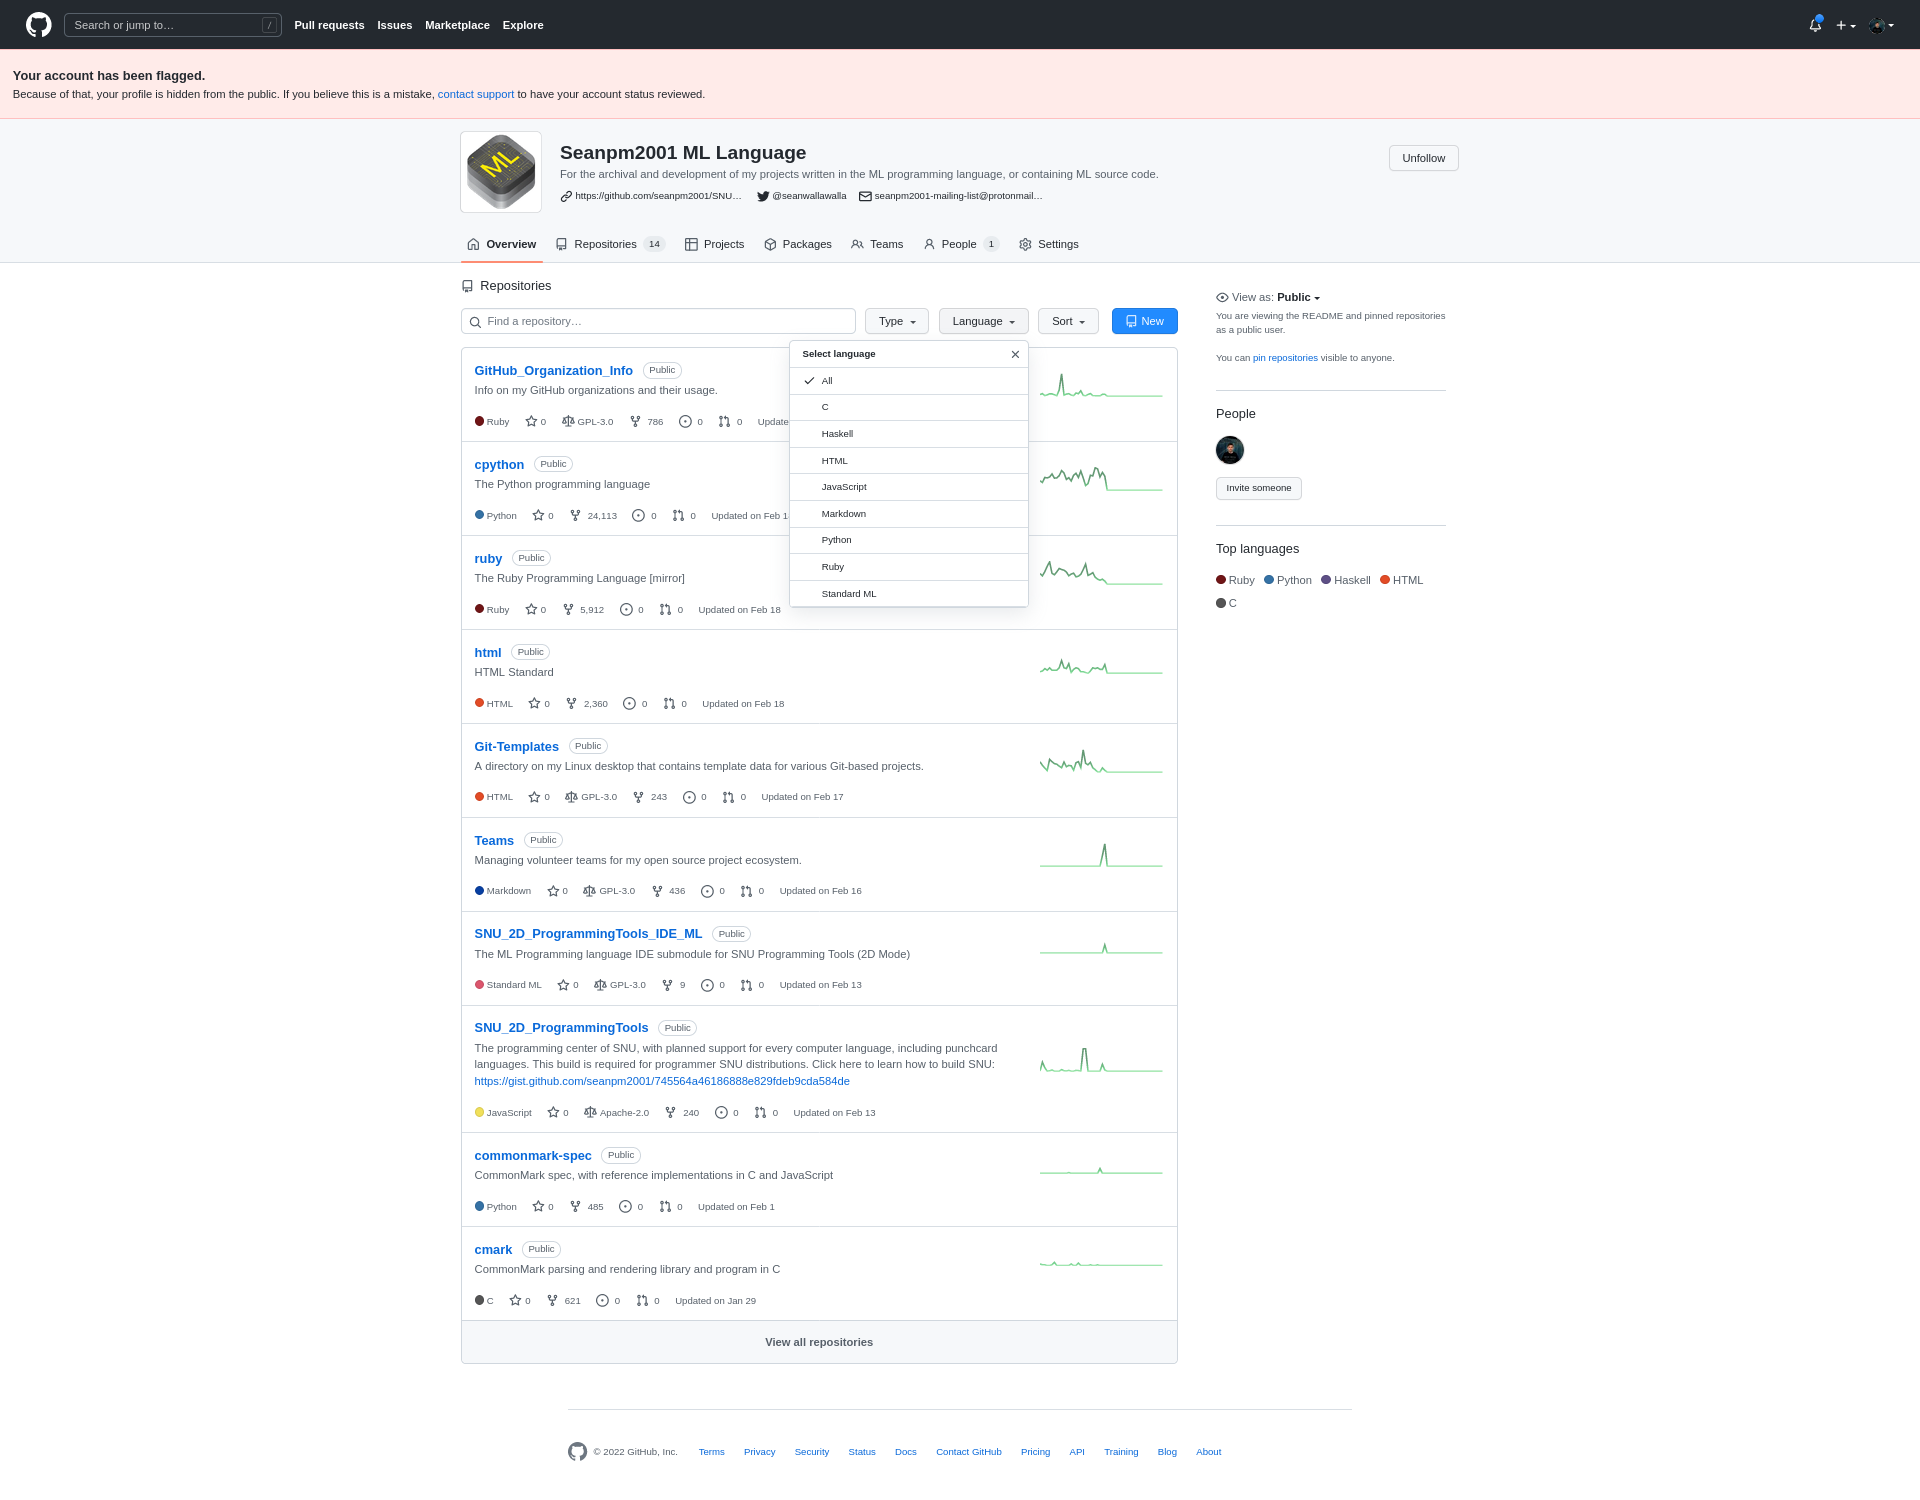 Search or jump to… /
Pull requests Issues Marketplace Explore
Your account has been flagged.
Because of that, your profile is hidden from the public. If you believe this is a mistake, contact support to have your account status reviewed.
ML
Seanpm2001 ML Language
For the archival and development of my projects written in the ML programming language, or containing ML source code.
https://github.com/seanpm2001/SNU… @seanwallawalla seanpm2001-mailing-list@protonmail…
Unfollow
Overview Repositories 14 Projects Packages Teams People 1 Settings
Repositories
Find a repository… Type Language Sort New
Select language
All
C
Haskell
HTML
JavaScript
Markdown
Python
Ruby
Standard ML
GitHub_Organization_Info Public
Info on my GitHub organizations and their usage.
Ruby 0 GPL-3.0 786 0 0 Update
cpython Public
The Python programming language
Python 0 24,113 0 0 Updated on Feb 1
ruby Public
The Ruby Programming Language [mirror]
Ruby 0 5,912 0 0 Updated on Feb 18
html Public
HTML Standard
HTML 0 2,360 0 0 Updated on Feb 18
Git-Templates Public
A directory on my Linux desktop that contains template data for various Git-based projects.
HTML 0 GPL-3.0 243 0 0 Updated on Feb 17
Teams Public
Managing volunteer teams for my open source project ecosystem.
Markdown 0 GPL-3.0 436 0 0 Updated on Feb 16
SNU_2D_ProgrammingTools_IDE_ML Public
The ML Programming language IDE submodule for SNU Programming Tools (2D Mode)
Standard ML 0 GPL-3.0 9 0 0 Updated on Feb 13
SNU_2D_ProgrammingTools Public
The programming center of SNU, with planned support for every computer language, including punchcard
languages. This build is required for programmer SNU distributions. Click here to learn how to build SNU:
https://gist.github.com/seanpm2001/745564a46186888e829fdeb9cda584de
JavaScript 0 Apache-2.0 240 0 0 Updated on Feb 13
commonmark-spec Public
CommonMark spec, with reference implementations in C and JavaScript
Python 0 485 0 0 Updated on Feb 1
cmark Public
CommonMark parsing and rendering library and program in C
C 0 621 0 0 Updated on Jan 29
View all repositories
View as: Public
You are viewing the README and pinned repositories
as a public user.
You can pin repositories visible to anyone.
People
Invite someone
Top languages
Ruby Python Haskell HTML
C
© 2022 GitHub, Inc. Terms Privacy Security Status Docs Contact GitHub Pricing API Training Blog About